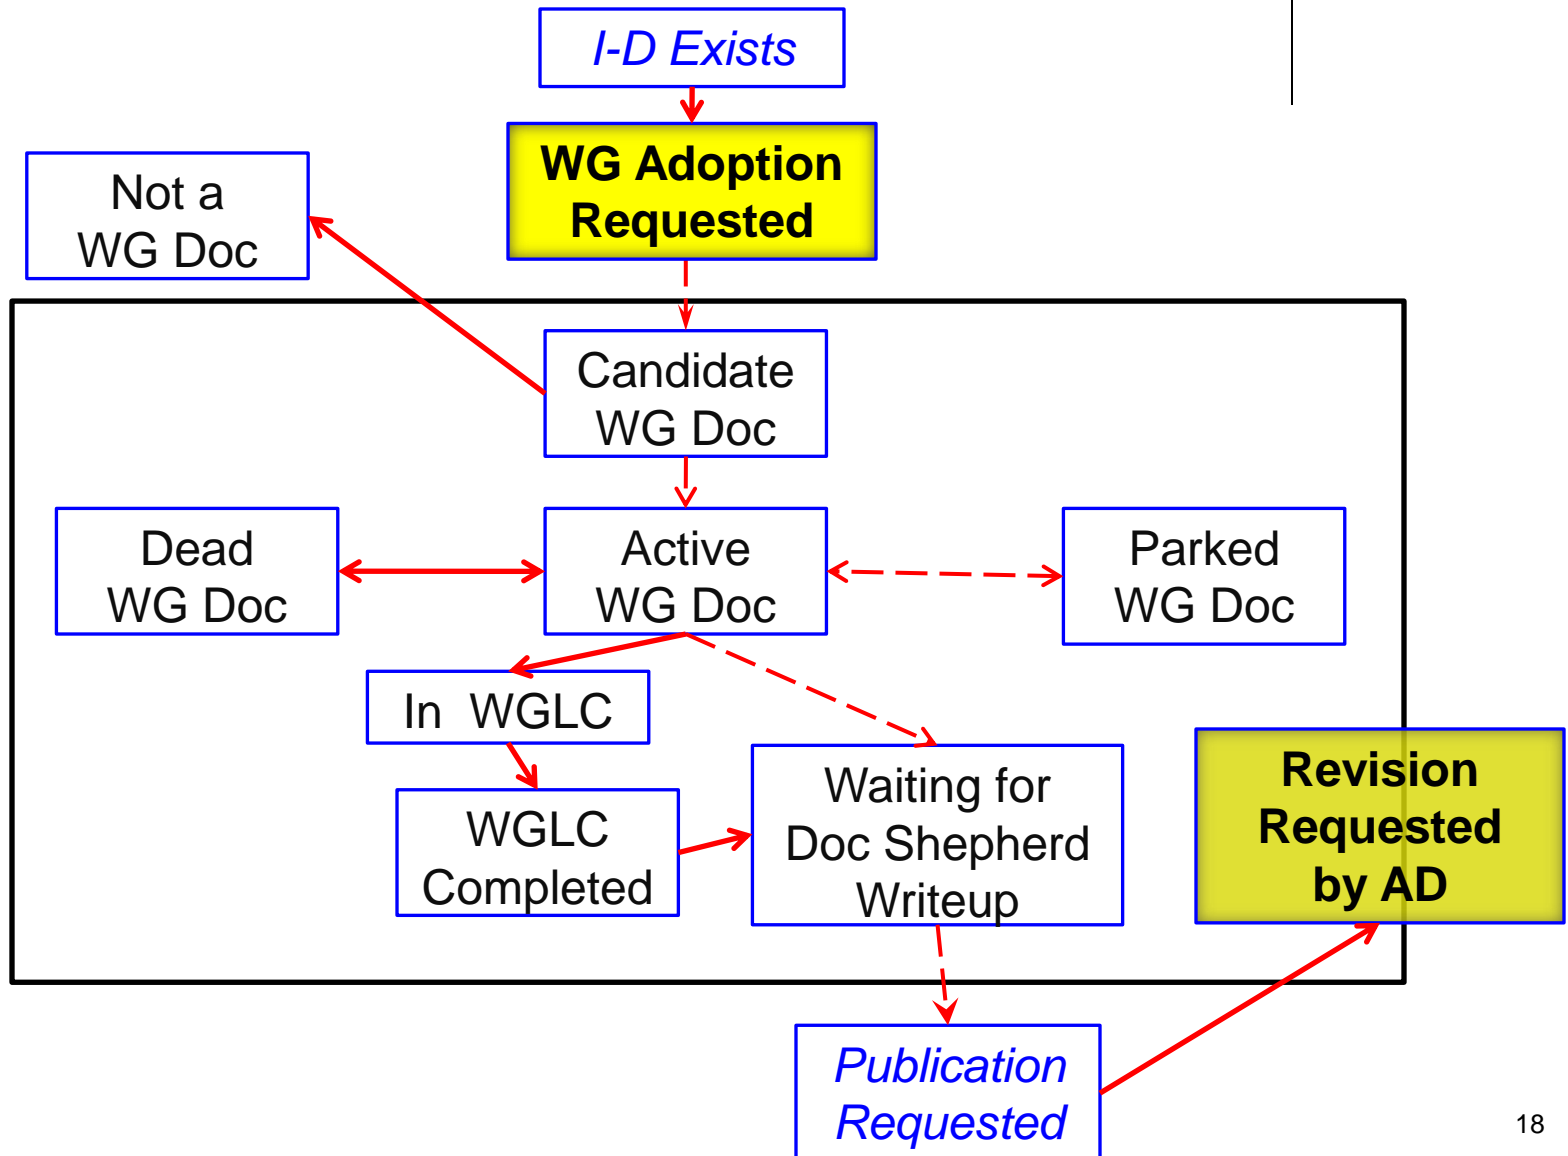 I-D Exists
WG Adoption
Requested
Not a
WG Doc
Candidate
WG Doc
Dead
WG Doc
Active
WG Doc
Parked
WG Doc
In  WGLC
WGLC
Completed
Waiting for
Doc Shepherd
Writeup
Revision
Requested
by AD
Publication
Requested
18